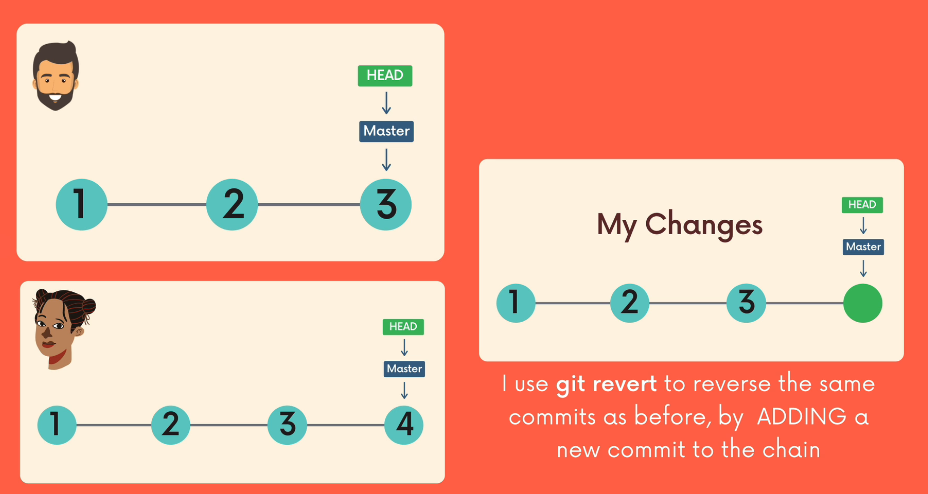 HEAD
Master
1 2 3
HEAD
Master
1 2 3 4
My Changes
HEAD
Master
1 2 3
I use git revert to reverse the same
commits as before, by ADDING a
new commit to the chain